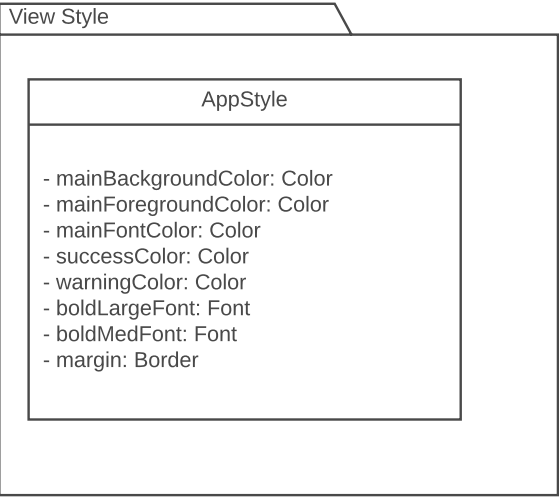 View Style
AppStyle
- mainBackgroundColor: Color
- mainForegroundColor: Color
- mainFontColor: Color
- successColor: Color
- warningColor: Color
- boldLargeFont: Font
- boldMedFont: Font
- margin: Border